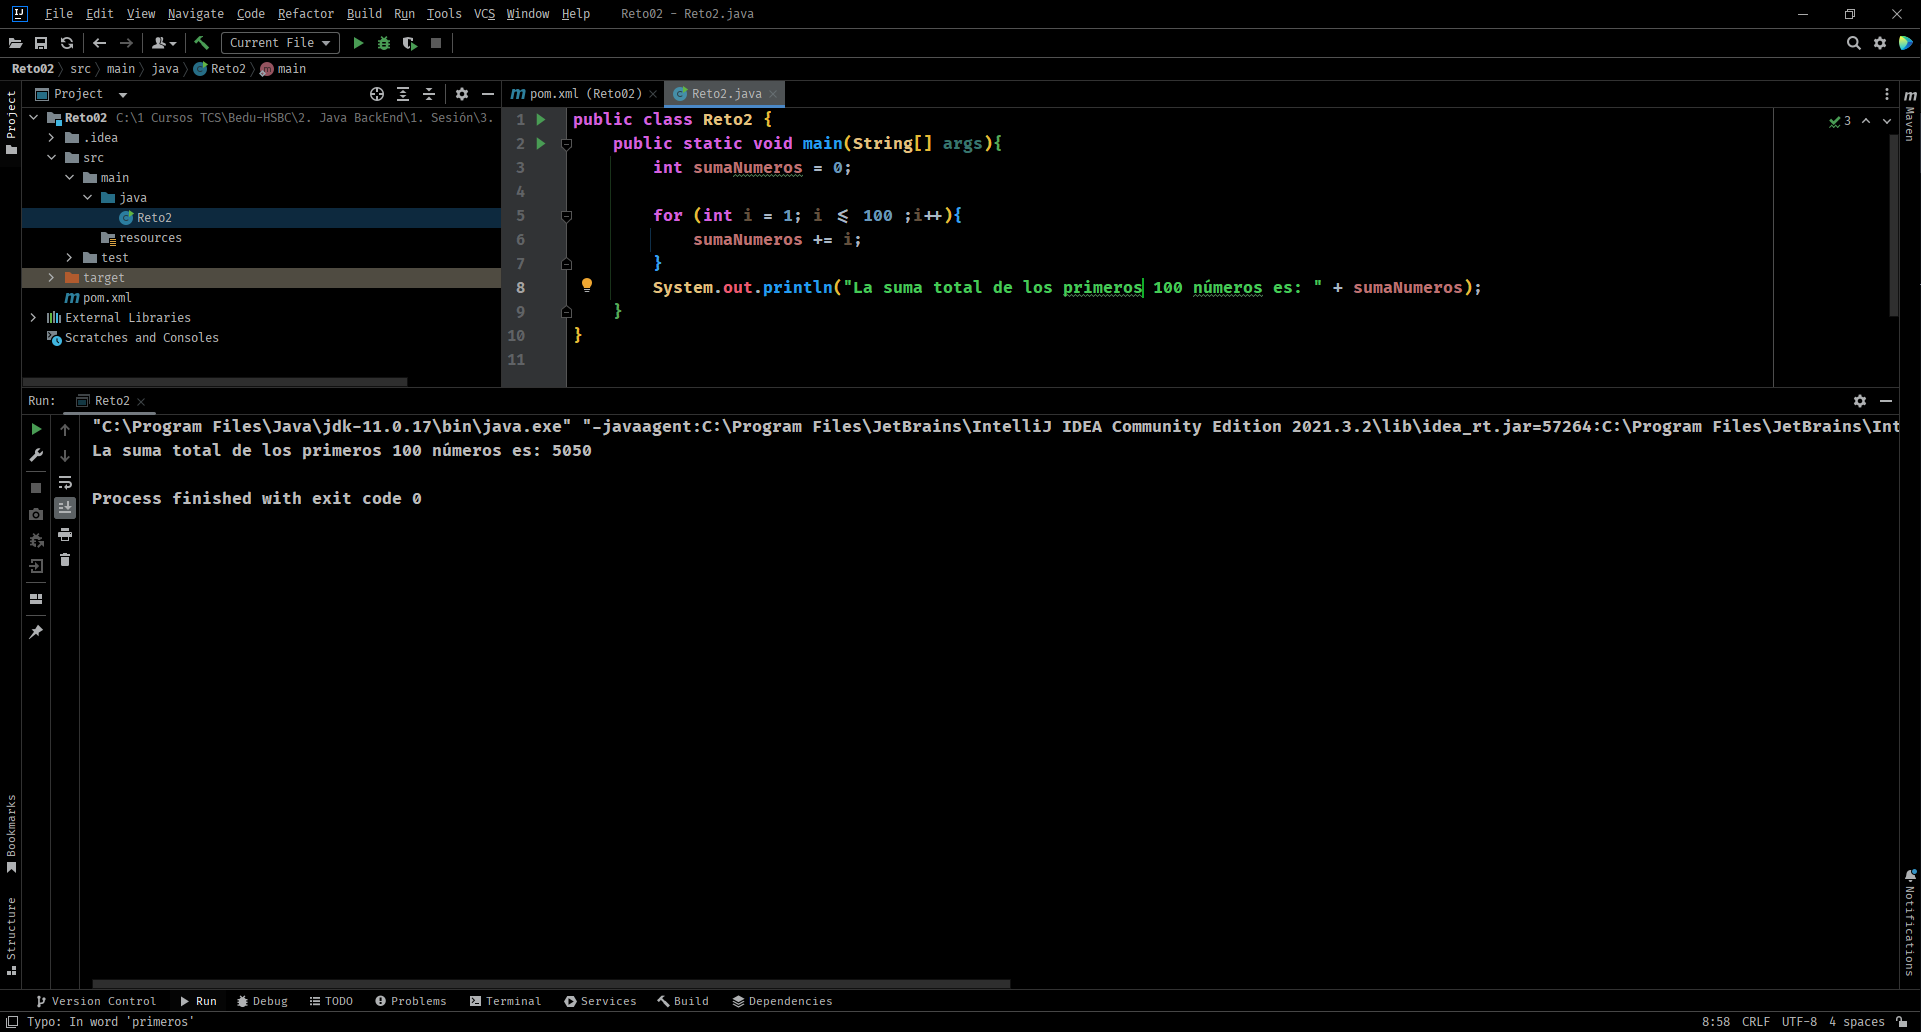 File Edit View Navigate Code Refactor Build Run Tools VCS Window Help Reto02 - Reto2.java
Current File
Reto02 src main java Reto2 main
Project
Project
pom.xml (Reto02)
Reto2.java
Reto02 C:\1 Cursos TCS\Bedu-HSBC\2. Java BackEnd\1. Sesión\3.
.idea
src
main
java
Reto2
resources
test
target
pom.xml
External Libraries
Scratches and Consoles
1 public class Reto2 {
2 public static void main(String[] args){
3 int sumaNumeros = 0;
4
5 for (int i = 1; i <= 100 ;i++){
6 sumaNumeros += i;
7 }
8 System.out.println("La suma total de los primeros 100 números es: " + sumaNumeros);
9 }
10 }
11
3
Maven
Run: Reto2
"C:\Program Files\Java\jdk-11.0.17\bin\java.exe" "-javaagent:C:\Program Files\JetBrains\IntelliJ IDEA Community Edition 2021.3.2\lib\idea_rt.jar=57264:C:\Program Files\JetBrains\Int
La suma total de los primeros 100 números es: 5050
Process finished with exit code 0
Bookmarks
Structure
Notifications
Version Control Run Debug TODO Problems Terminal Services Build Dependencies
Typo: In word 'primeros'
8:58 CRLF UTF-8 4 spaces